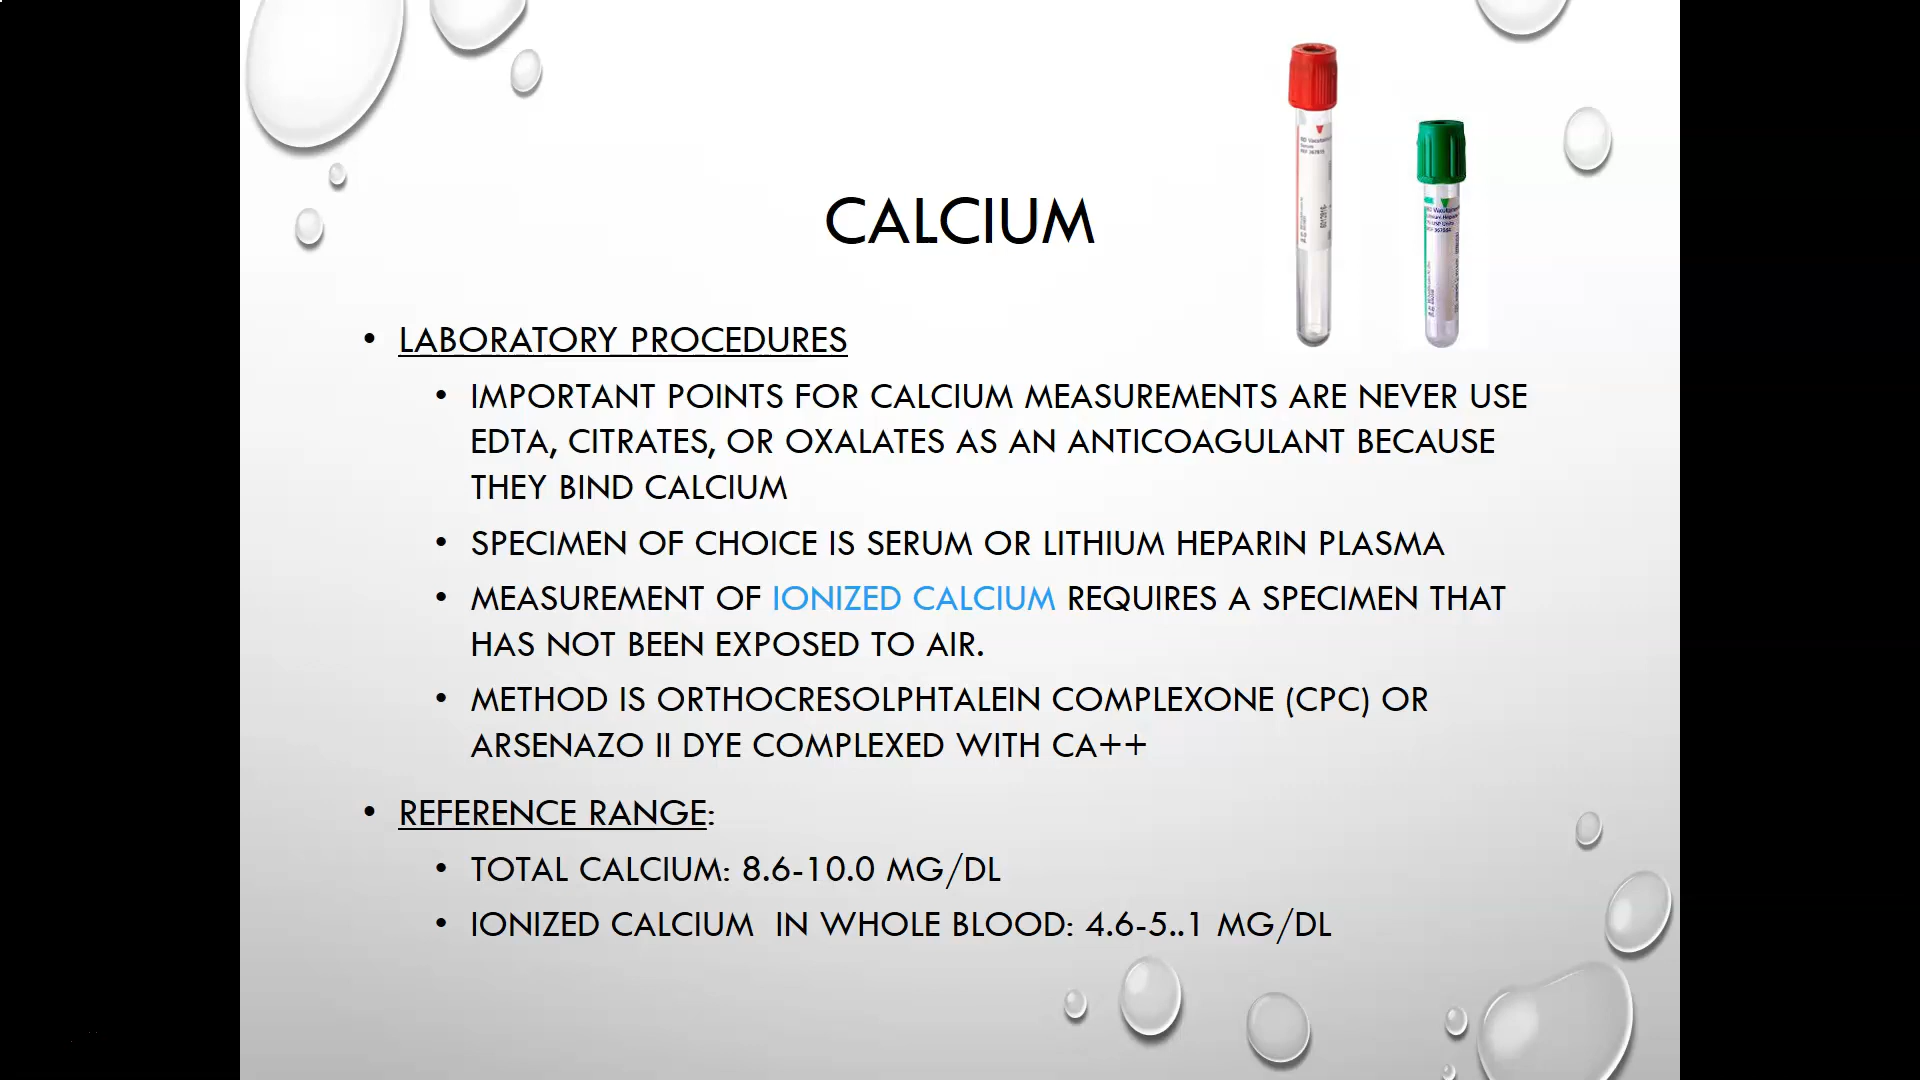 CALCIUM
• LABORATORY PROCEDURES
• IMPORTANT POINTS FOR CALCIUM MEASUREMENTS ARE NEVER USE
EDTA, CITRATES, OR OXALATES AS AN ANTICOAGULANT BECAUSE
THEY BIND CALCIUM
• SPECIMEN OF CHOICE IS SERUM OR LITHIUM HEPARIN PLASMA
• MEASUREMENT OF IONIZED CALCIUM REQUIRES A SPECIMEN THAT
HAS NOT BEEN EXPOSED TO AIR.
• METHOD IS ORTHOCRESOLPHTALEIN COMPLEXONE (CPC) OR
ARSENAZO II DYE COMPLEXED WITH CA++
• REFERENCE RANGE:
• TOTAL CALCIUM: 8.6-10.0 MG/DL
• IONIZED CALCIUM  IN WHOLE BLOOD: 4.6-5..1 MG/DL